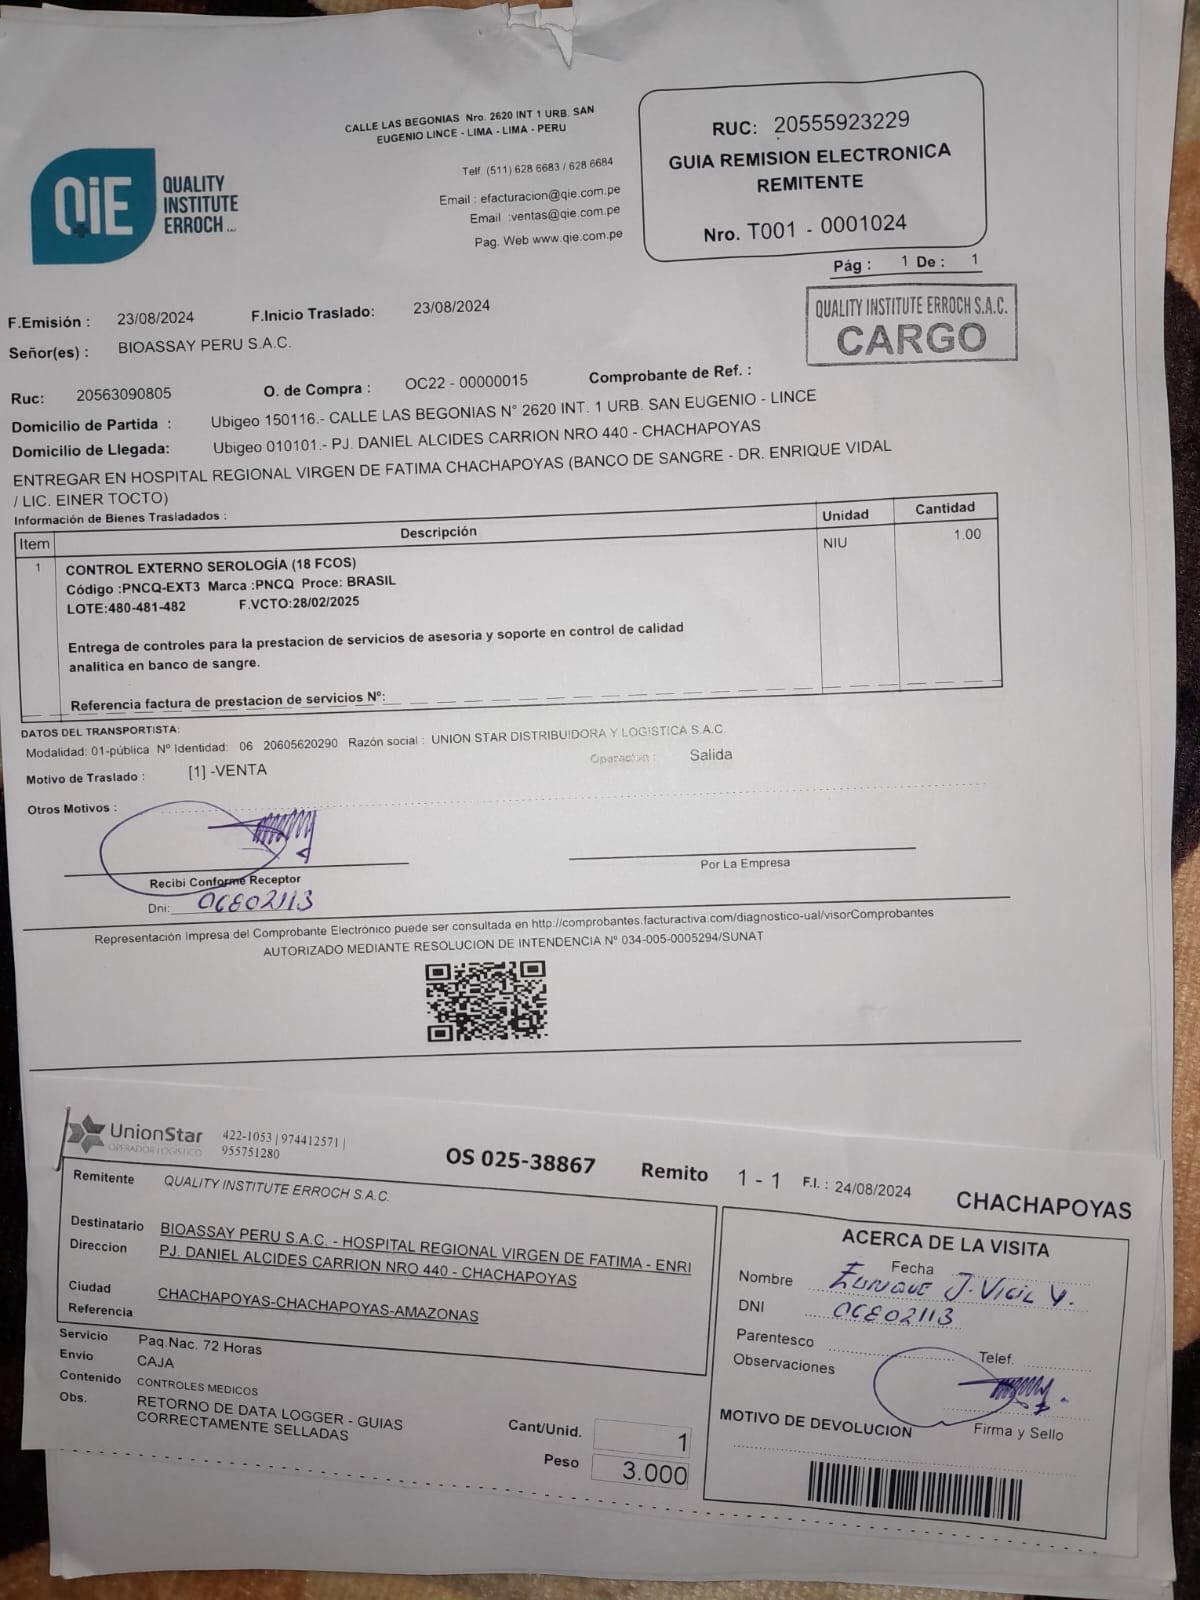 CALLE LAS BEGONIAS Nro. 2620 INT 1 URB. SAN
EUGENIO LINCE - LIMA - LIMA - PERU
Telf (511) 628 6683 / 628 6684
Email : efacturacion@qie.com.pe
Email :ventas@qie.com.pe
Pag. Web www.qie.com.pe
QiE QUALITY
INSTITUTE
ERROCH S.A.C.
RUC: 20555923229
GUIA REMISION ELECTRONICA
REMITENTE
Nro. T001 - 0001024
Pág : 1 De : 1
QUALITY INSTITUTE ERROCH S.A.C.
CARGO
F.Emisión : 23/08/2024 F.Inicio Traslado: 23/08/2024
Señor(es) : BIOASSAY PERU S.A.C.
Ruc: 20563090805 O. de Compra : OC22 - 00000015 Comprobante de Ref. :
Domicilio de Partida : Ubigeo 150116.- CALLE LAS BEGONIAS N° 2620 INT. 1 URB. SAN EUGENIO - LINCE
Domicilio de Llegada: Ubigeo 010101.- PJ. DANIEL ALCIDES CARRION NRO 440 - CHACHAPOYAS
ENTREGAR EN HOSPITAL REGIONAL VIRGEN DE FATIMA CHACHAPOYAS (BANCO DE SANGRE - DR. ENRIQUE VIDAL
/ LIC. EINER TOCTO)
Información de Bienes Trasladados :
Item Descripción Unidad Cantidad
1 CONTROL EXTERNO SEROLOGÍA (18 FCOS) NIU 1.00
Código :PNCQ-EXT3 Marca :PNCQ Proce: BRASIL
LOTE:480-481-482 F.VCTO:28/02/2025
Entrega de controles para la prestacion de servicios de asesoria y soporte en control de calidad
analitica en banco de sangre.
Referencia factura de prestacion de servicios Nº:
DATOS DEL TRANSPORTISTA:
Modalidad: 01-pública Nº Identidad: 06 20605620290 Razón social : UNION STAR DISTRIBUIDORA Y LOGISTICA S.A.C.
Motivo de Traslado : [1] -VENTA Operación : Salida
Otros Motivos :
Recibi Conforme Receptor
Por La Empresa
Dni: 06802113
Representación Impresa del Comprobante Electrónico puede ser consultada en http://comprobantes.facturactiva.com/diagnostico-ual/visorComprobantes
AUTORIZADO MEDIANTE RESOLUCION DE INTENDENCIA Nº 034-005-0005294/SUNAT
UnionStar
OPERADOR LOGISTICO
422-1053 | 974412571 |
955751280
OS 025-38867 Remito 1 - 1 F.I. : 24/08/2024 CHACHAPOYAS
Remitente QUALITY INSTITUTE ERROCH S.A.C.
Destinatario BIOASSAY PERU S.A.C. - HOSPITAL REGIONAL VIRGEN DE FATIMA - ENRI
Direccion PJ. DANIEL ALCIDES CARRION NRO 440 - CHACHAPOYAS
Ciudad CHACHAPOYAS-CHACHAPOYAS-AMAZONAS
Referencia
Servicio Paq.Nac. 72 Horas
Envio CAJA
Contenido CONTROLES MEDICOS
Obs. RETORNO DE DATA LOGGER - GUIAS
CORRECTAMENTE SELLADAS
Cant/Unid. 1
Peso 3.000
ACERCA DE LA VISITA
Fecha
Nombre ENRIQUE J. VIGIL Y.
DNI 06802113
Parentesco Telef.
Observaciones
Firma y Sello
MOTIVO DE DEVOLUCION